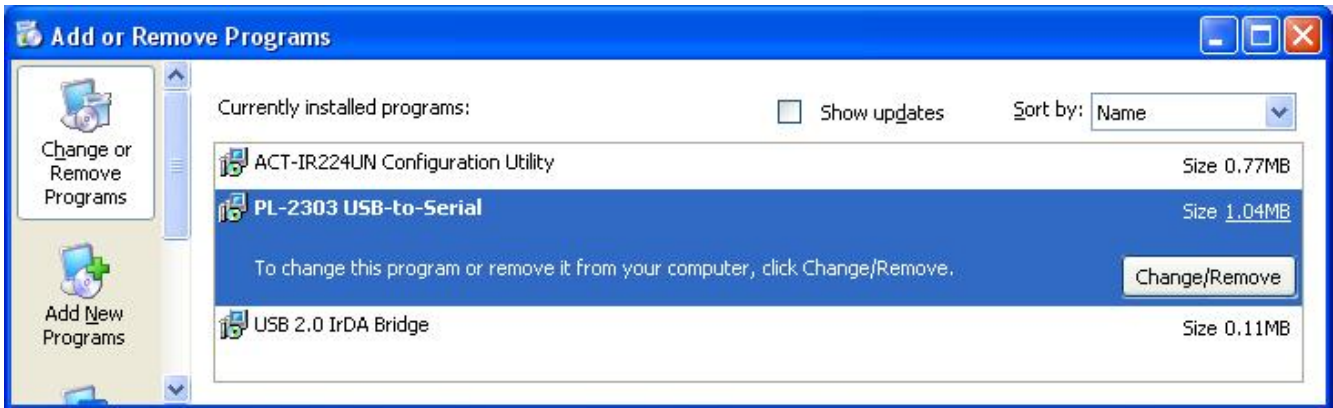 Add or Remove Programs
Change or
Remove
Programs
Add New
Programs
Currently installed programs:
Show updates
Sort by: Name
ACT-IR224UN Configuration Utility Size 0.77MB
PL-2303 USB-to-Serial Size 1.04MB
To change this program or remove it from your computer, click Change/Remove.
Change/Remove
USB 2.0 IrDA Bridge Size 0.11MB